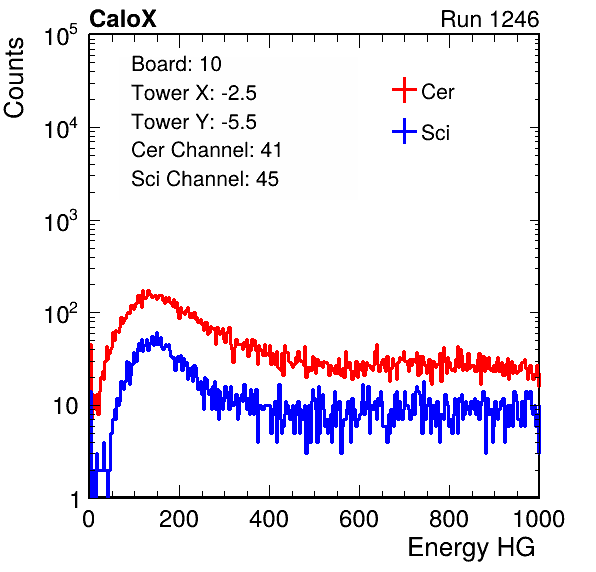 CaloX Run 1246
Counts
10^5
10^4
10^3
10^2
10
1
Board: 10
Tower X: -2.5
Tower Y: -5.5
Cer Channel: 41
Sci Channel: 45
Cer
Sci
0 200 400 600 800 1000
Energy HG